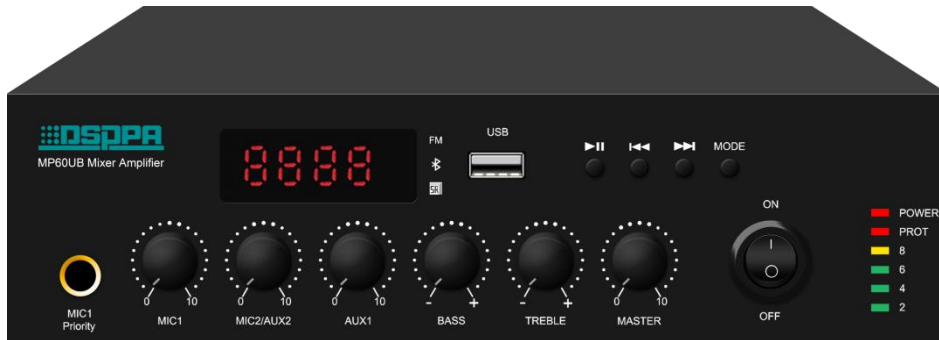 DSPPA
MP60UB Mixer Amplifier
8888
FM
USB
MODE
SR
ON
POWER
PROT
8
6
4
2
I
O
OFF
0 10
0 10
0 10
- +
- +
0 10
MIC1
Priority
MIC1
MIC2/AUX2
AUX1
BASS
TREBLE
MASTER